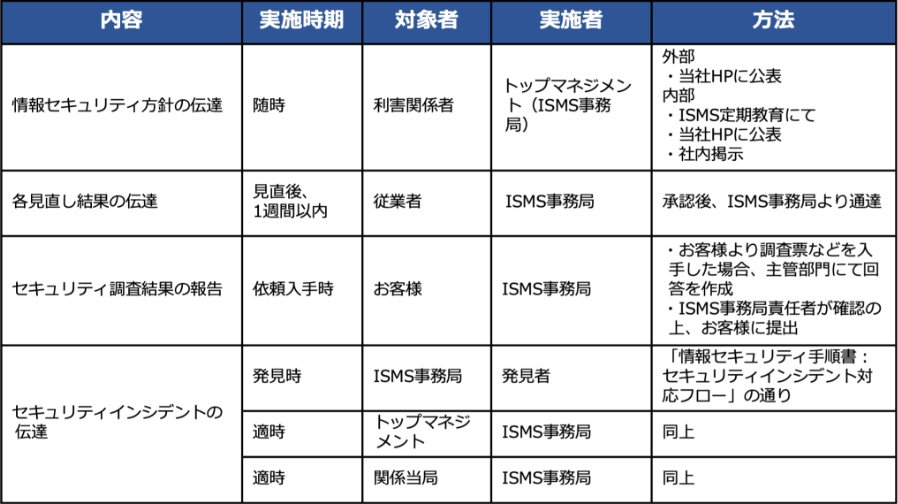 内容
実施時期
対象者
実施者
方法
情報セキュリティ方針の伝達
随時
利害関係者
トップマネジメン
ト（ISMS事務
局）
外部
・当社HPに公表
内部
・ISMS定期教育にて
・当社HPに公表
・社内掲示
各見直し結果の伝達
見直後、
1週間以内
従業者
ISMS事務局
承認後、ISMS事務局より通達
セキュリティ調査結果の報告
依頼入手時
お客様
ISMS事務局
・お客様より調査票などを入
手した場合、主管部門にて回
答を作成
・ISMS事務局責任者が確認の
上、お客様に提出
セキュリティインシデントの
伝達
発見時
ISMS事務局
発見者
「情報セキュリティ手順書：
セキュリティインシデント対
応フロー」の通り
適時
トップマネジ
メント
ISMS事務局
同上
適時
関係当局
ISMS事務局
同上